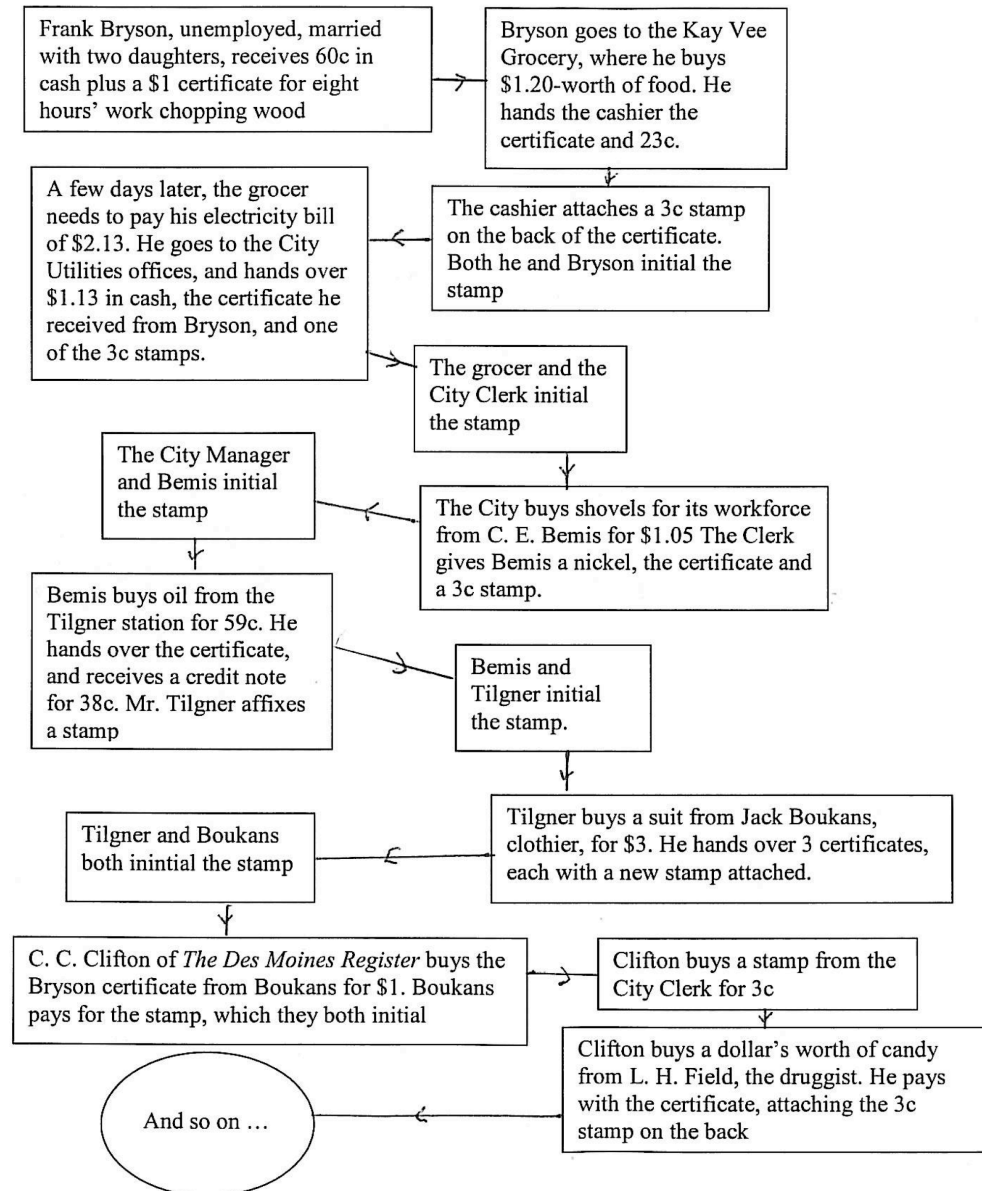 Frank Bryson, unemployed, married
with two daughters, receives 60c in
cash plus a $1 certificate for eight
hours' work chopping wood
Bryson goes to the Kay Vee
Grocery, where he buys
$1.20-worth of food. He
hands the cashier the
certificate and 23c.
The cashier attaches a 3c stamp
on the back of the certificate.
Both he and Bryson initial the
stamp
A few days later, the grocer
needs to pay his electricity bill
of $2.13. He goes to the City
Utilities offices, and hands over
$1.13 in cash, the certificate he
received from Bryson, and one
of the 3c stamps.
The grocer and the
City Clerk initial
the stamp
The City buys shovels for its workforce
from C. E. Bemis for $1.05 The Clerk
gives Bemis a nickel, the certificate and
a 3c stamp.
The City Manager
and Bemis initial
the stamp
Bemis buys oil from the
Tilgner station for 59c. He
hands over the certificate,
and receives a credit note
for 38c. Mr. Tilgner affixes
a stamp
Bemis and
Tilgner initial
the stamp.
Tilgner buys a suit from Jack Boukans,
clothier, for $3. He hands over 3 certificates,
each with a new stamp attached.
Tilgner and Boukans
both inintial the stamp
C. C. Clifton of The Des Moines Register buys the
Bryson certificate from Boukans for $1. Boukans
pays for the stamp, which they both initial
Clifton buys a stamp from the
City Clerk for 3c
Clifton buys a dollar's worth of candy
from L. H. Field, the druggist. He pays
with the certificate, attaching the 3c
stamp on the back
And so on …